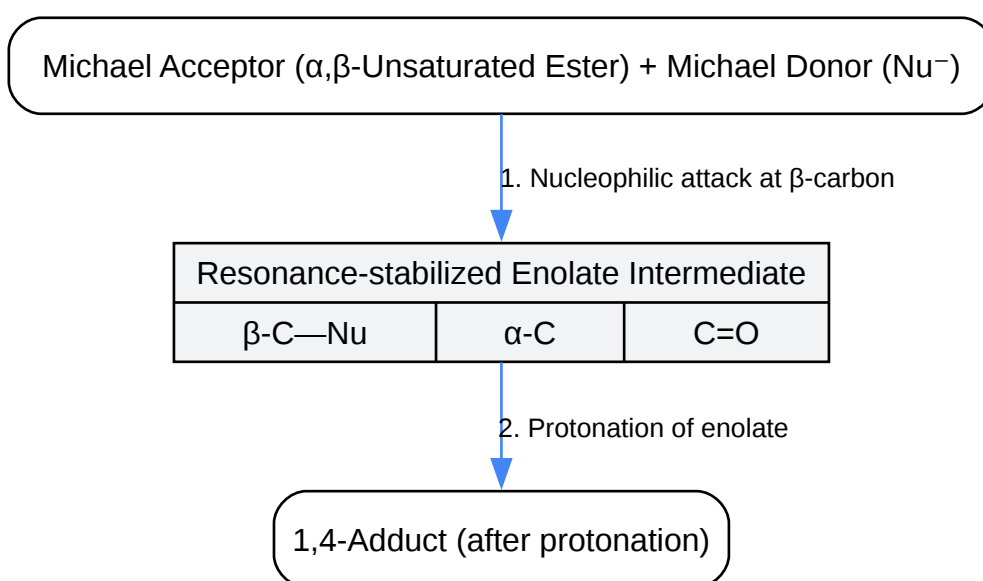 Michael Acceptor (α,β-Unsaturated Ester) + Michael Donor (Nu⁻)
1. Nucleophilic attack at β-carbon
Resonance-stabilized Enolate Intermediate
β-C—Nu α-C C=O
2. Protonation of enolate
1,4-Adduct (after protonation)